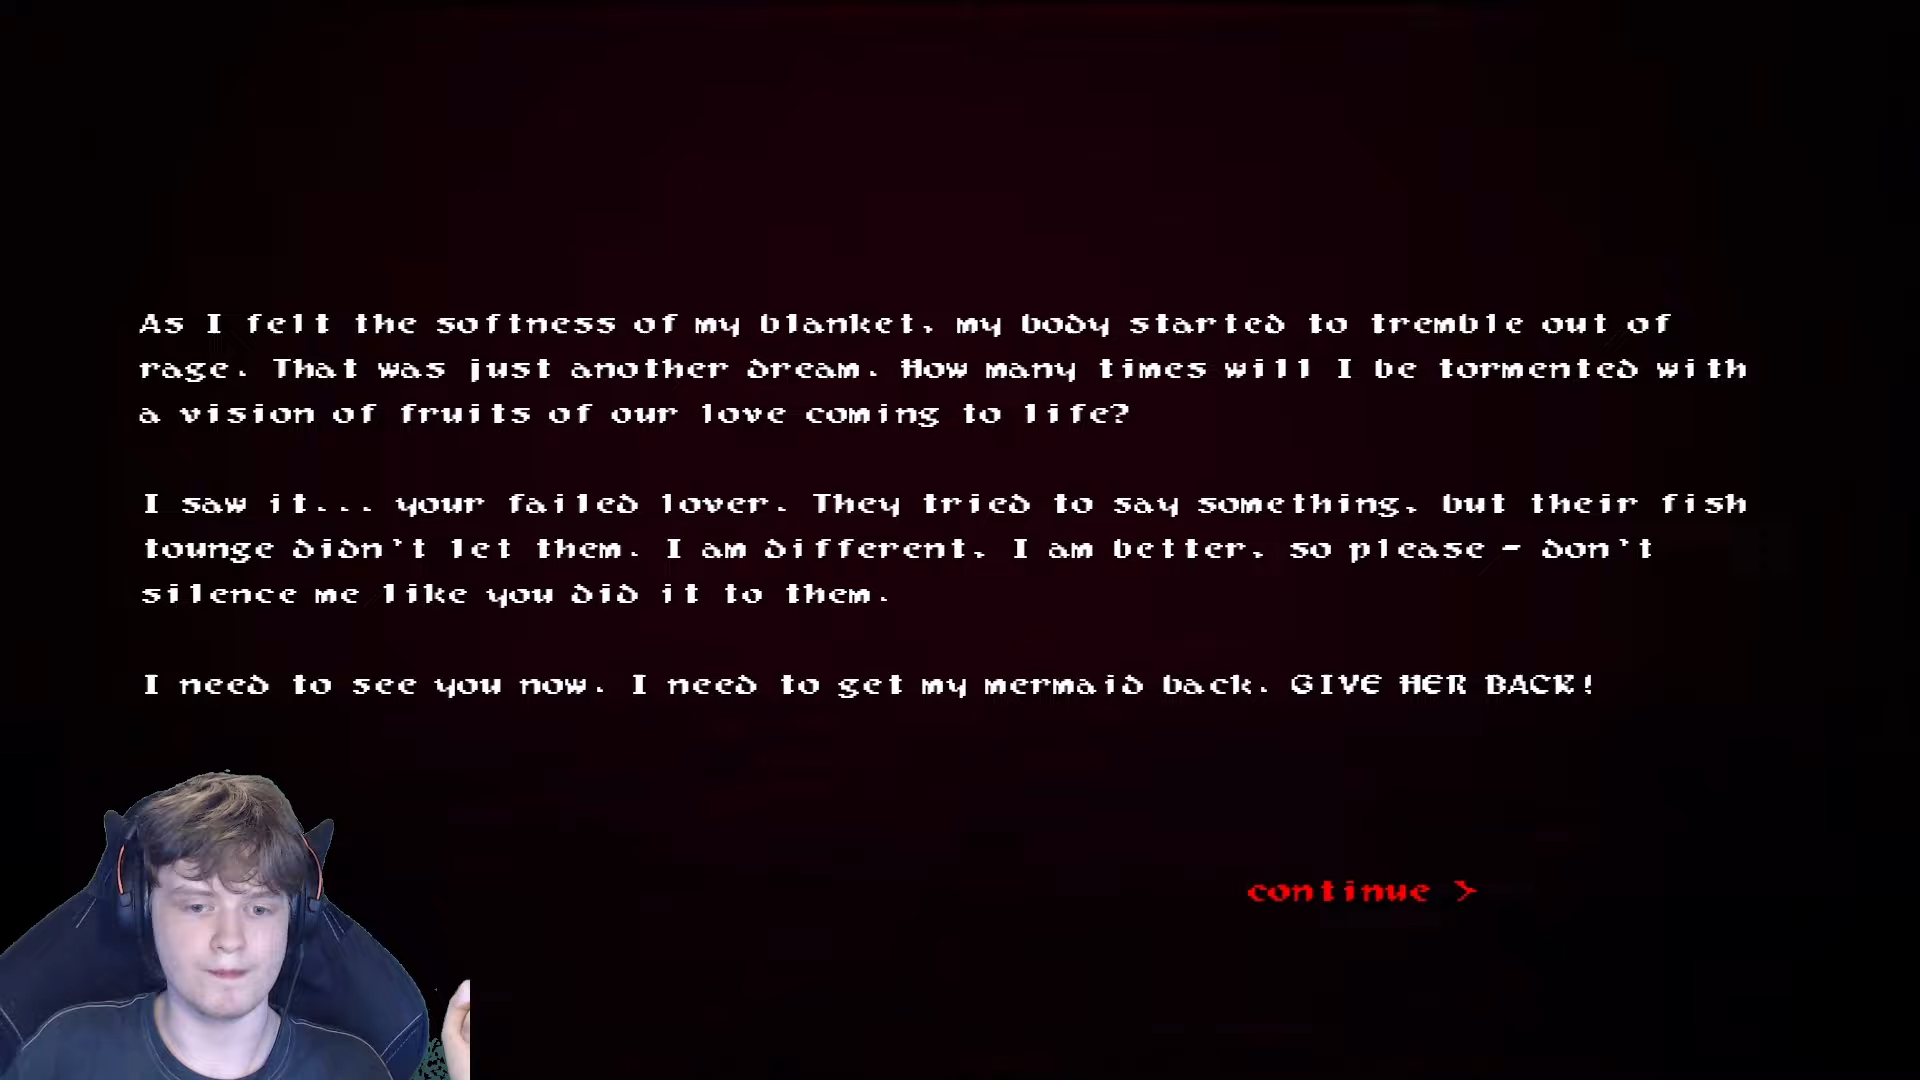 As I felt the softness of my blanket, my body started to tremble out of
rage. That was just another dream. How many times will I be tormented with
a vision of fruits of our love coming to life?
I saw it... your failed lover. They tried to say something, but their fish
tounge didn't let them. I am different, I am better, so please - don't
silence me like you did it to them.
I need to see you now. I need to get my mermaid back. GIVE HER BACK!
continue >